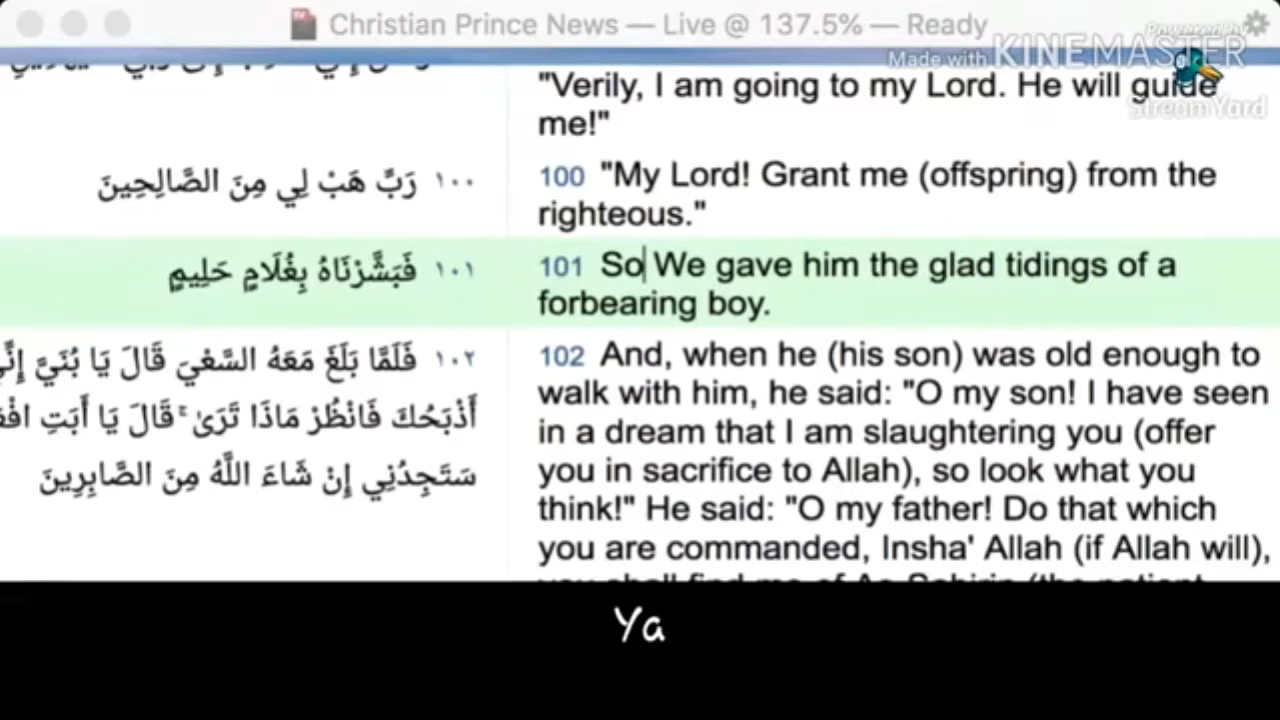 Christian Prince News — Live @ 137.5% — Ready
Powered by
Made with KINEMASTER
StreamYard
"Verily, I am going to my Lord. He will guide
me!"
١٠٠ رَبِّ هَبْ لِي مِنَ الصَّالِحِينَ
100 "My Lord! Grant me (offspring) from the
righteous."
١٠١ فَبَشَّرْنَاهُ بِغُلَامٍ حَلِيمٍ
101 So We gave him the glad tidings of a
forbearing boy.
١٠٢ فَلَمَّا بَلَغَ مَعَهُ السَّعْيَ قَالَ يَا بُنَيَّ
أَذْبَحُكَ فَانْظُرْ مَاذَا تَرَىٰ ۚ قَالَ يَا أَبَتِ
سَتَجِدُنِي إِنْ شَاءَ اللَّهُ مِنَ الصَّابِرِينَ
102 And, when he (his son) was old enough to
walk with him, he said: "O my son! I have seen
in a dream that I am slaughtering you (offer
you in sacrifice to Allah), so look what you
think!" He said: "O my father! Do that which
you are commanded, Insha' Allah (if Allah will),
Ya